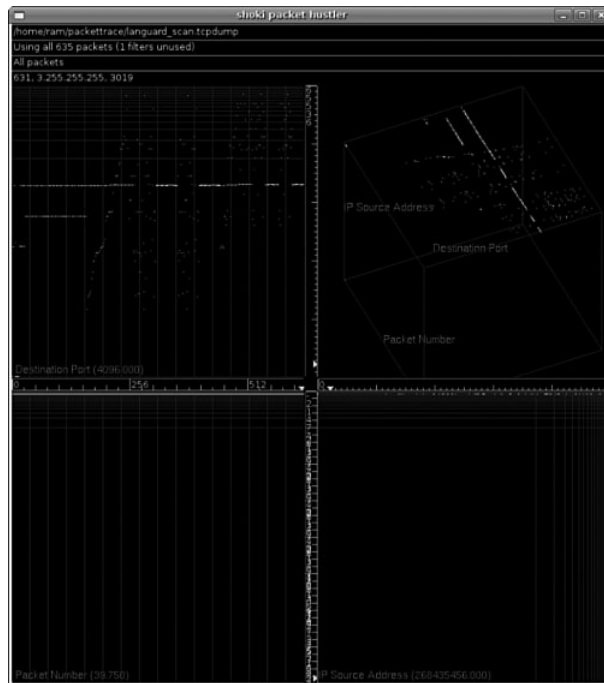 shoki packet hustler
/home/ram/packettrace/languard_scan.tcpdump
Using all 635 packets (1 filters unused)
All packets
631, 3.255.255.255, 3019
IP Source Address
Destination Port
Packet Number
Destination Port (4096.000)
0 256 512 0
Packet Number (39.750)
IP Source Address (268435456.000)